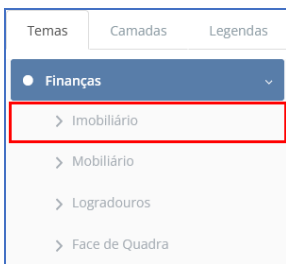 Temas Camadas Legendas
Finanças
Imobiliário
Mobiliário
Logradouros
Face de Quadra